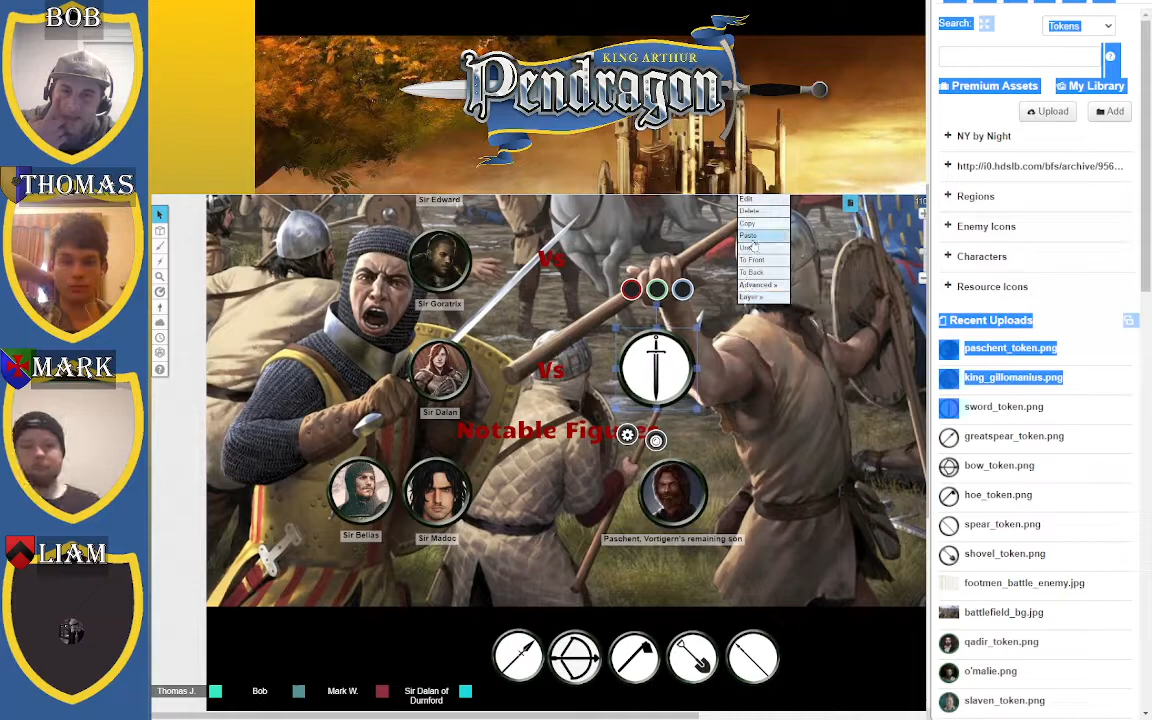 BOB
THOMAS
MARK
LIAM
KING ARTHUR
Pendragon
Sir Edward
Vs
Sir Goratrix
Vs
Sir Dalan
Notable Figures
Sir Bellas
Sir Madoc
Paschent, Vortigern's remaining son
Edit
Delete
Copy
Paste
Undo
To Front
To Back
Advanced »
Layer »
Thomas J.
Bob
Mark W.
Sir Dalan of
Durnford
Search:
Tokens
Premium Assets
My Library
Upload
Add
NY by Night
http://i0.hdslb.com/bfs/archive/956...
Regions
Enemy Icons
Characters
Resource Icons
Recent Uploads
paschent_token.png
king_gillomanius.png
sword_token.png
greatspear_token.png
bow_token.png
hoe_token.png
spear_token.png
shovel_token.png
footmen_battle_enemy.jpg
battlefield_bg.jpg
qadir_token.png
o'malie.png
slaven_token.png